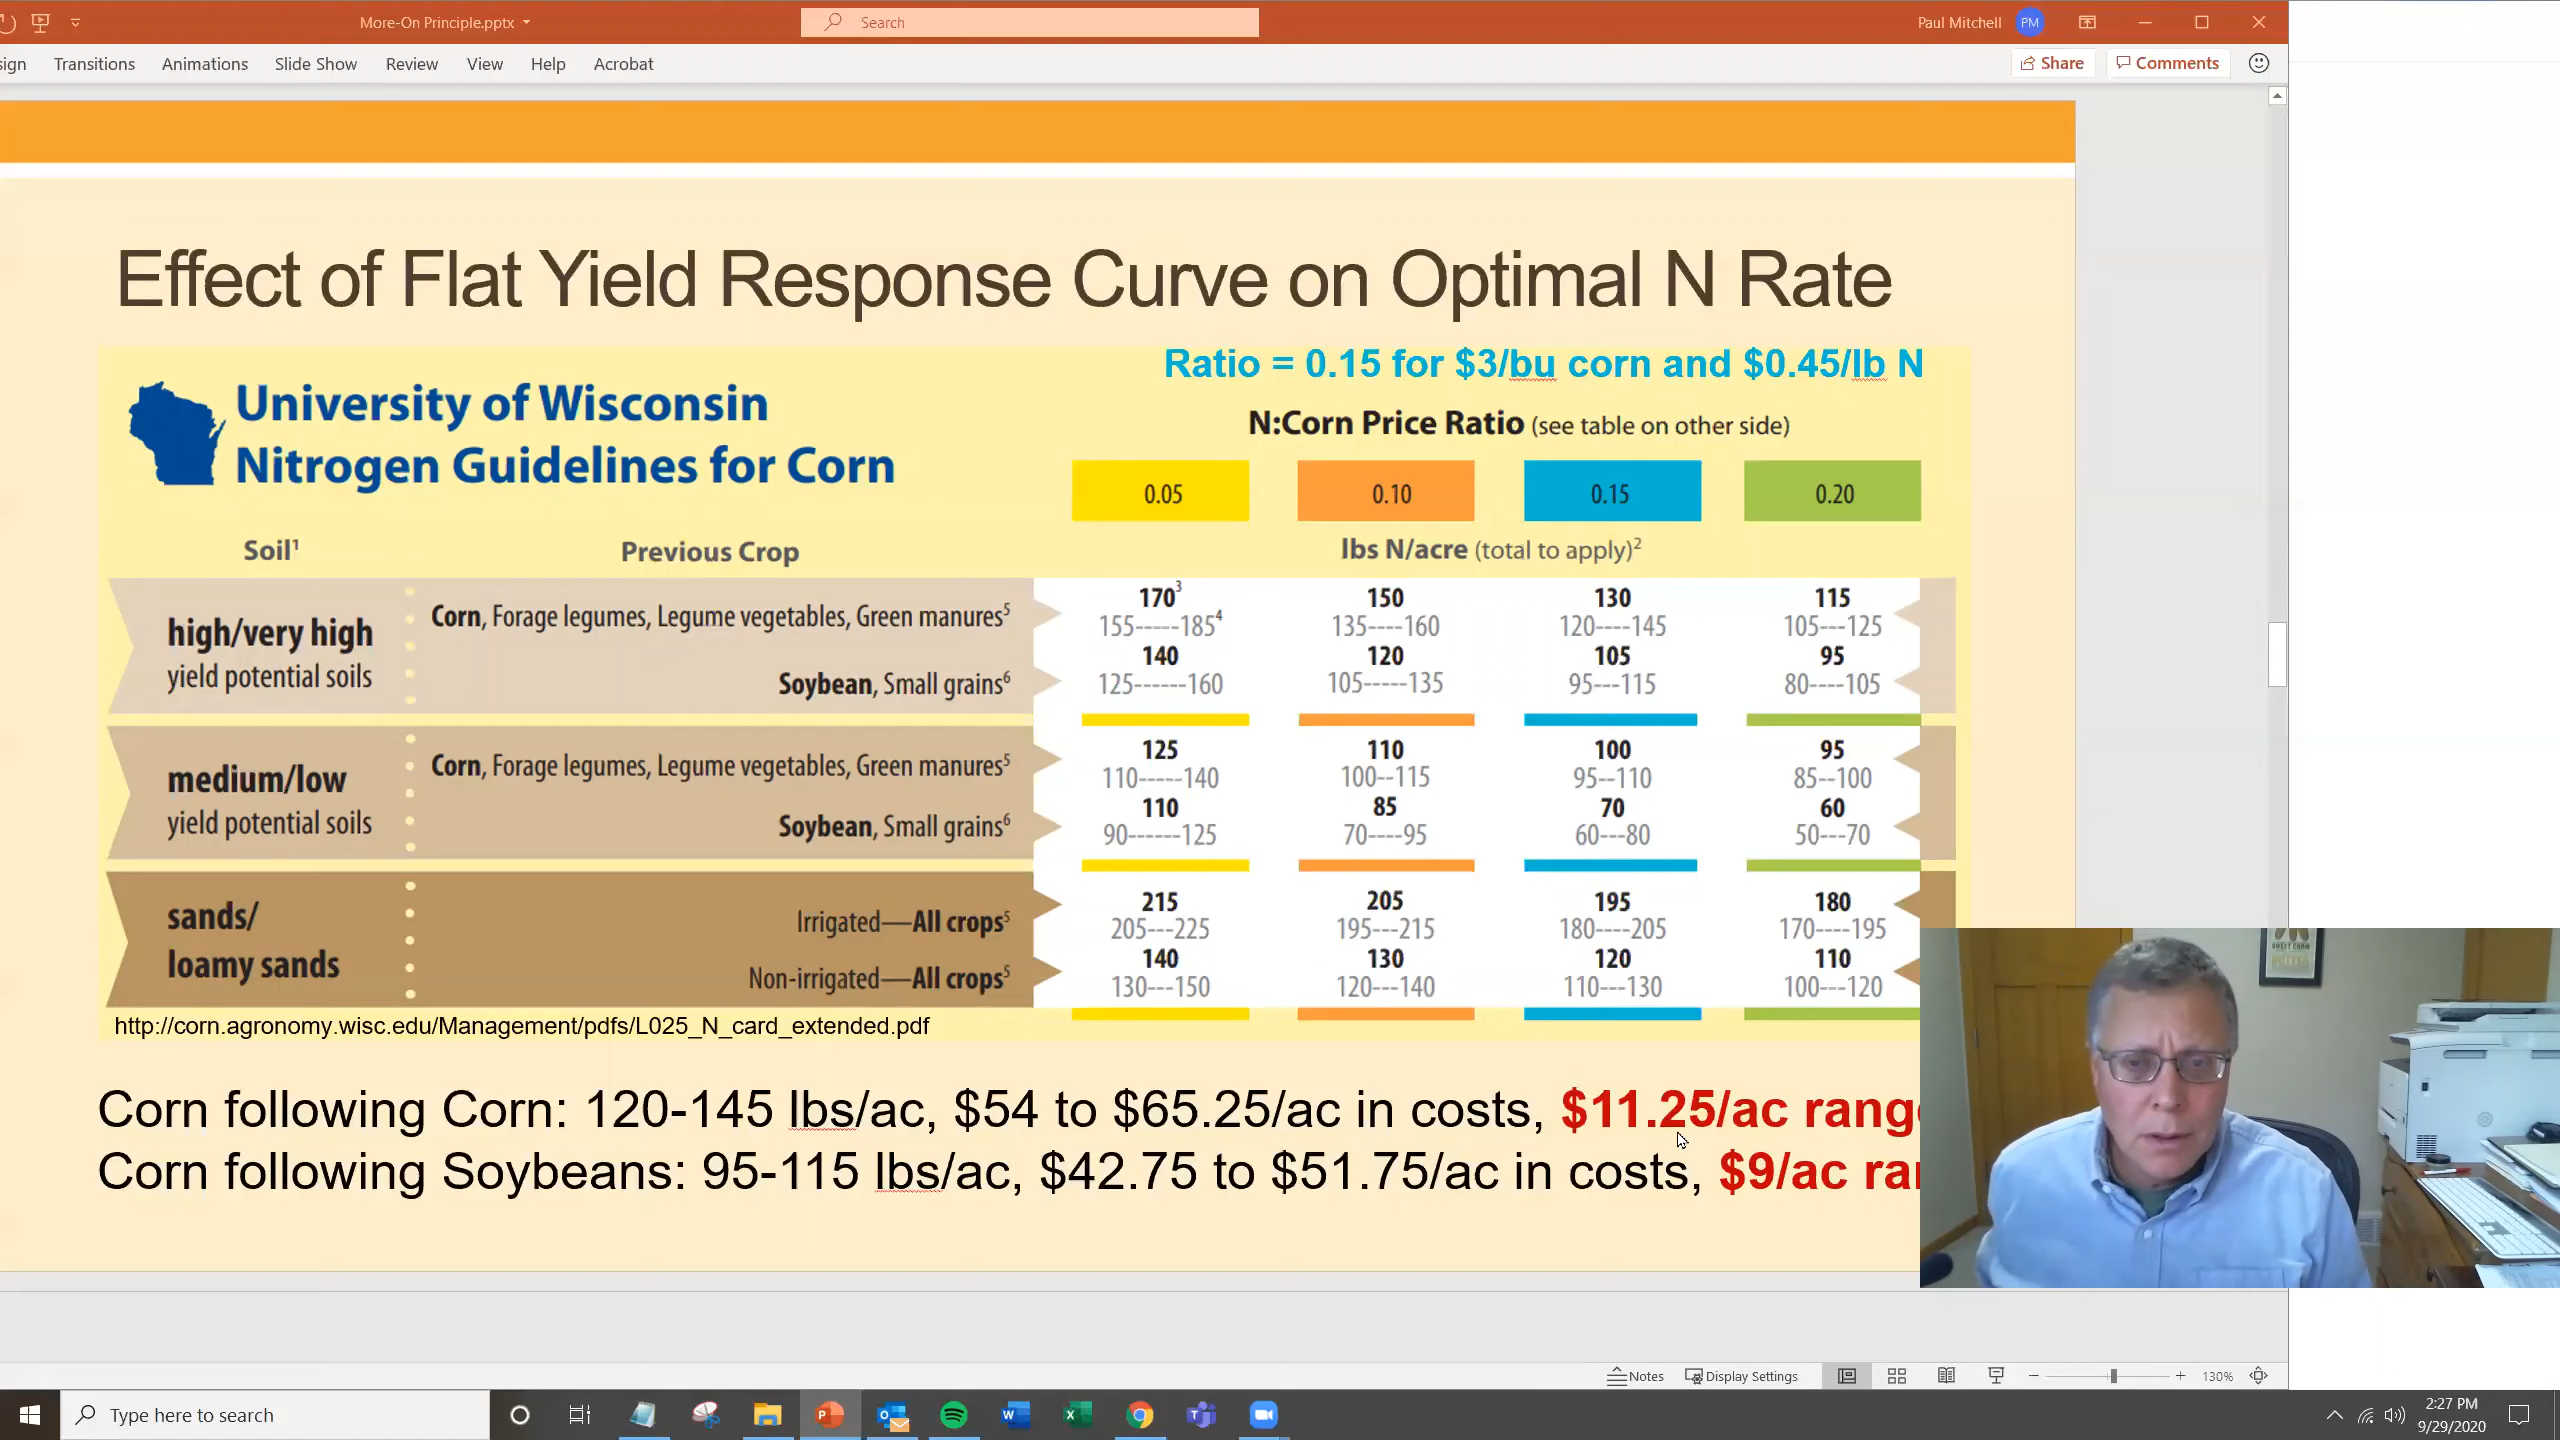 More-On Principle.pptx
Search
Paul Mitchell PM
sign Transitions Animations Slide Show Review View Help Acrobat
Share Comments
Effect of Flat Yield Response Curve on Optimal N Rate
Ratio = 0.15 for $3/bu corn and $0.45/lb N
University of Wisconsin
Nitrogen Guidelines for Corn
N:Corn Price Ratio (see table on other side)
0.05 0.10 0.15 0.20
Soil¹ Previous Crop lbs N/acre (total to apply)²
high/very high
yield potential soils
Corn, Forage legumes, Legume vegetables, Green manures⁵
170³ 150 130 115
155-----185⁴ 135----160 120----145 105---125
Soybean, Small grains⁶
140 120 105 95
125------160 105-----135 95---115 80----105
medium/low
yield potential soils
Corn, Forage legumes, Legume vegetables, Green manures⁵
125 110 100 95
110-----140 100--115 95--110 85--100
Soybean, Small grains⁶
110 85 70 60
90------125 70----95 60---80 50---70
sands/
loamy sands
Irrigated—All crops⁵
215 205 195 180
205---225 195---215 180----205 170----195
Non-irrigated—All crops⁵
140 130 120 110
130---150 120---140 110---130 100---120
http://corn.agronomy.wisc.edu/Management/pdfs/L025_N_card_extended.pdf
Corn following Corn: 120-145 lbs/ac, $54 to $65.25/ac in costs, $11.25/ac range
Corn following Soybeans: 95-115 lbs/ac, $42.75 to $51.75/ac in costs, $9/ac ra
Notes Display Settings 130%
Type here to search
2:27 PM
9/29/2020